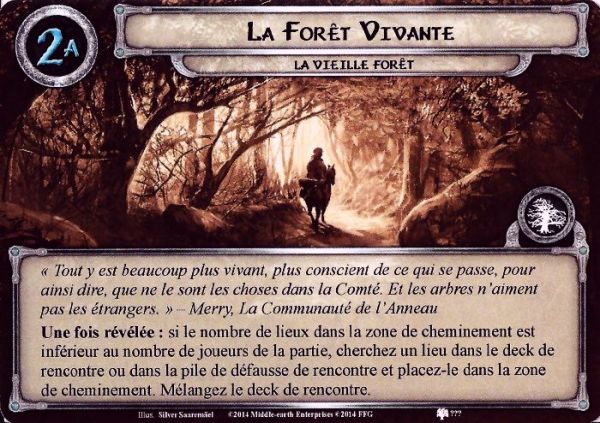 2A
La Forêt Vivante
La Vieille Forêt
« Tout y est beaucoup plus vivant, plus conscient de ce qui se passe, pour
ainsi dire, que ne le sont les choses dans la Comté. Et les arbres n'aiment
pas les étrangers. » – Merry, La Communauté de l'Anneau
Une fois révélée : si le nombre de lieux dans la zone de cheminement est
inférieur au nombre de joueurs de la partie, cherchez un lieu dans le deck de
rencontre ou dans la pile de défausse de rencontre et placez-le dans la zone
de cheminement. Mélangez le deck de rencontre.
Illus. Silver Saaremäel ©2014 Middle-earth Enterprises ©2014 FFG ???